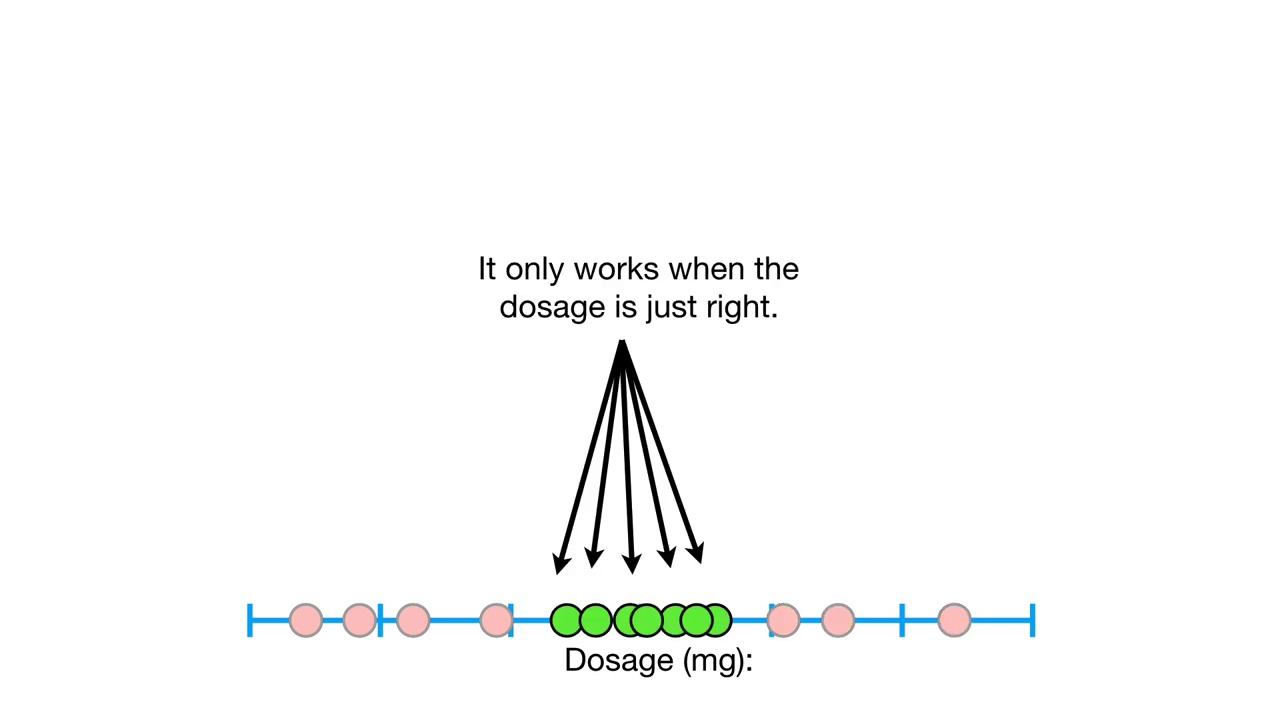 It only works when the
dosage is just right.
Dosage (mg):